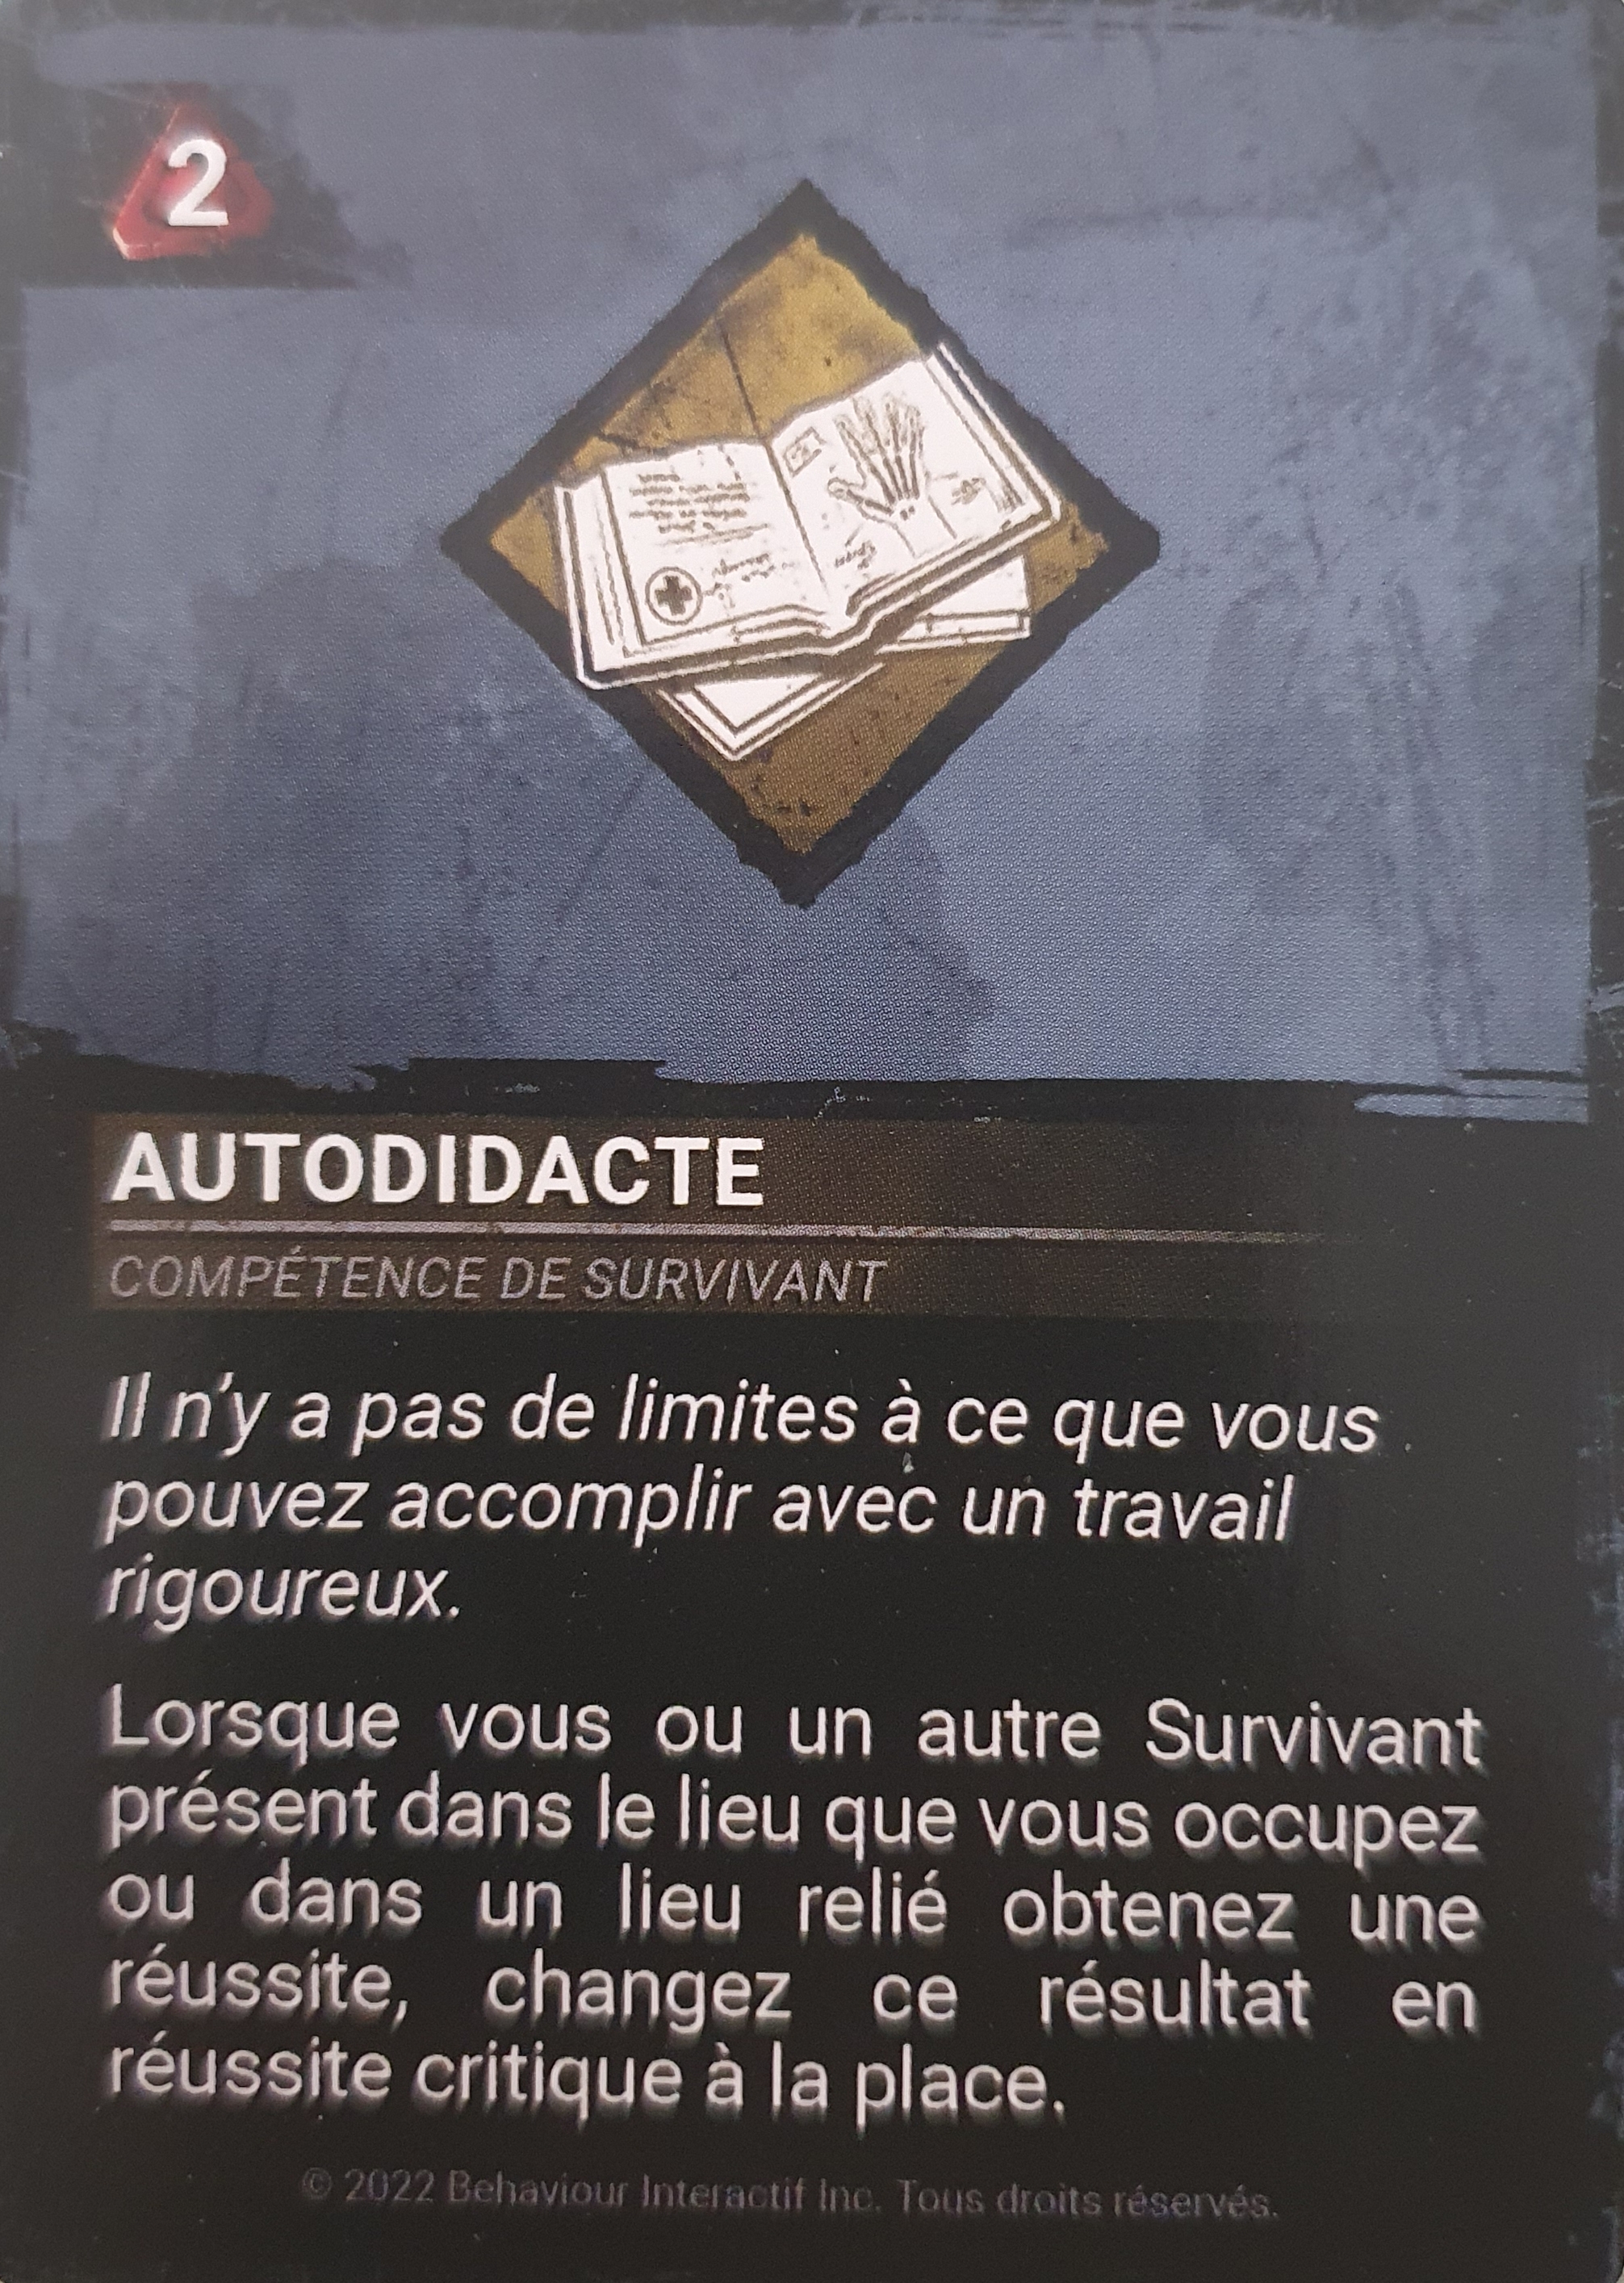 2
AUTODIDACTE
COMPÉTENCE DE SURVIVANT
Il n'y a pas de limites à ce que vous
pouvez accomplir avec un travail
rigoureux.
Lorsque vous ou un autre Survivant
présent dans le lieu que vous occupez
ou dans un lieu relié obtenez une
réussite, changez ce résultat en
réussite critique à la place.
© 2022 Behaviour Interactif Inc. Tous droits réservés.